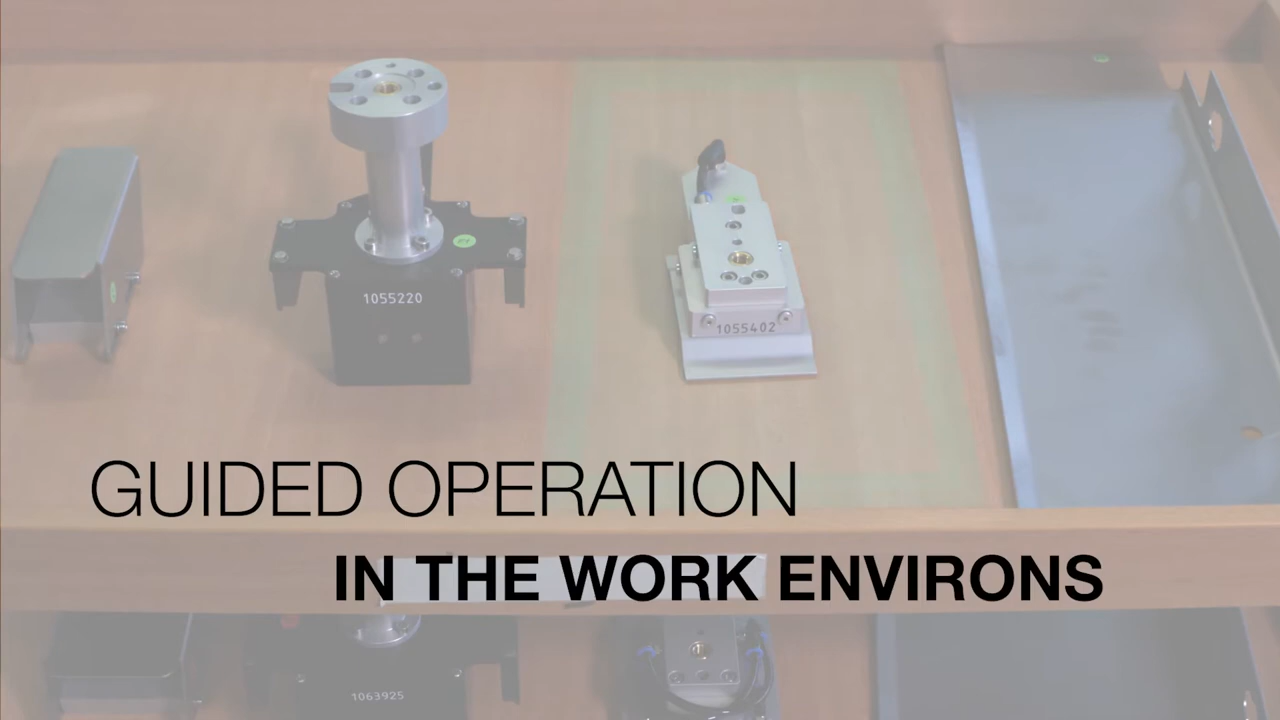 1055220
1055402
GUIDED OPERATION
IN THE WORK ENVIRONS
1063925